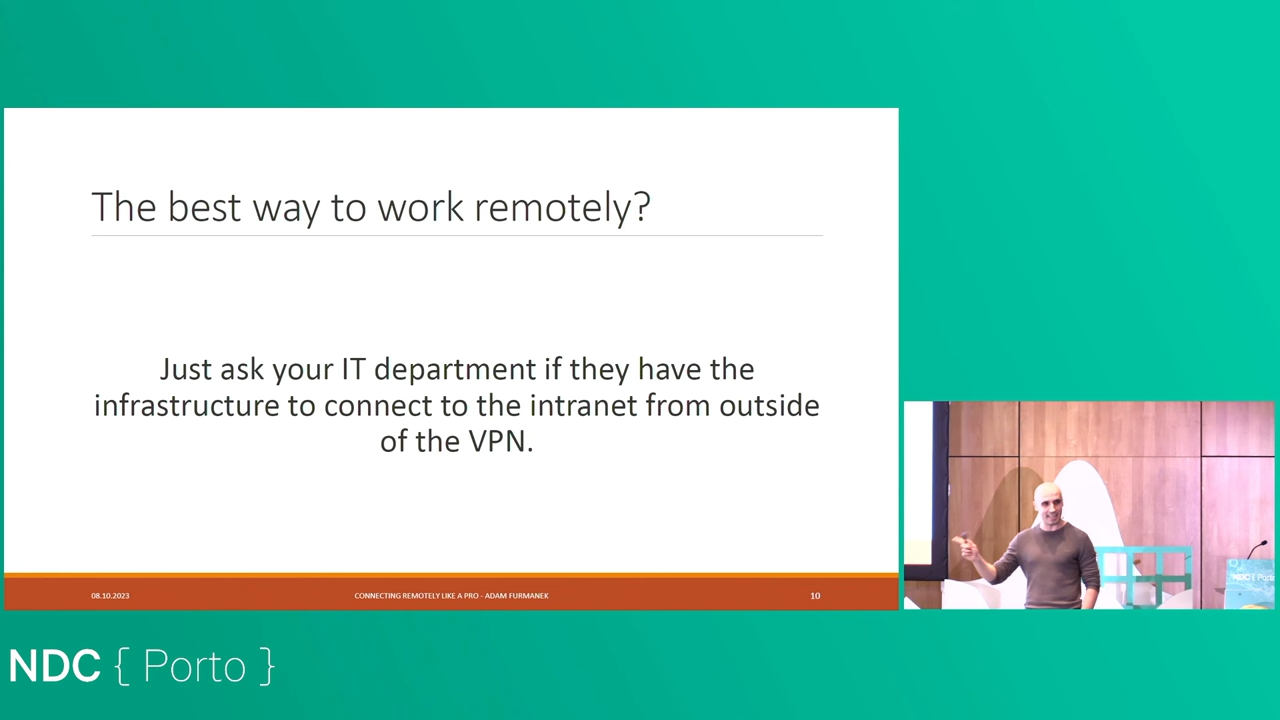 The best way to work remotely?
Just ask your IT department if they have the
infrastructure to connect to the intranet from outside
of the VPN.
08.10.2023
CONNECTING REMOTELY LIKE A PRO - ADAM FURMANEK
10
NDC { Porto
NDC { Porto }